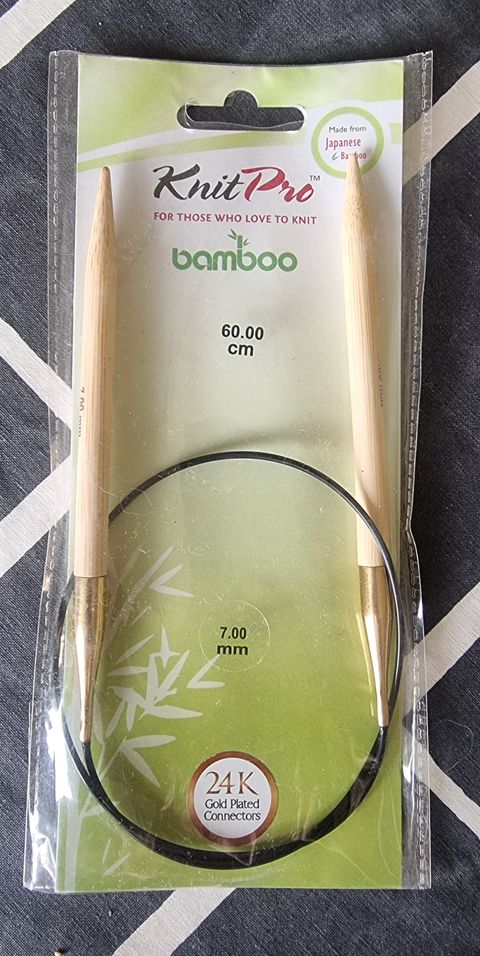 Made from
Japanese
Bamboo
KnitPro™
FOR THOSE WHO LOVE TO KNIT
bamboo
60.00
cm
7.00
mm
24K
Gold Plated
Connectors